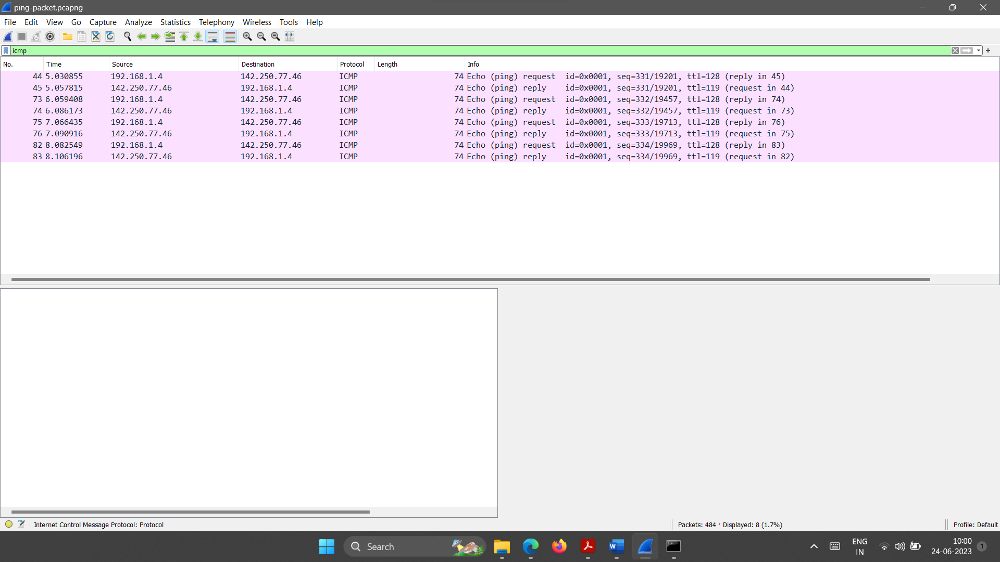 ping-packet.pcapng
File Edit View Go Capture Analyze Statistics Telephony Wireless Tools Help
icmp
No. Time Source Destination Protocol Length Info
44 5.030855 192.168.1.4 142.250.77.46 ICMP 74 Echo (ping) request id=0x0001, seq=331/19201, ttl=128 (reply in 45)
45 5.057815 142.250.77.46 192.168.1.4 ICMP 74 Echo (ping) reply id=0x0001, seq=331/19201, ttl=119 (request in 44)
73 6.059408 192.168.1.4 142.250.77.46 ICMP 74 Echo (ping) request id=0x0001, seq=332/19457, ttl=128 (reply in 74)
74 6.086173 142.250.77.46 192.168.1.4 ICMP 74 Echo (ping) reply id=0x0001, seq=332/19457, ttl=119 (request in 73)
75 7.066435 192.168.1.4 142.250.77.46 ICMP 74 Echo (ping) request id=0x0001, seq=333/19713, ttl=128 (reply in 76)
76 7.090916 142.250.77.46 192.168.1.4 ICMP 74 Echo (ping) reply id=0x0001, seq=333/19713, ttl=119 (request in 75)
82 8.082549 192.168.1.4 142.250.77.46 ICMP 74 Echo (ping) request id=0x0001, seq=334/19969, ttl=128 (reply in 83)
83 8.106196 142.250.77.46 192.168.1.4 ICMP 74 Echo (ping) reply id=0x0001, seq=334/19969, ttl=119 (request in 82)
Internet Control Message Protocol: Protocol Packets: 484 · Displayed: 8 (1.7%) Profile: Default
Search
ENG
IN
10:00
24-06-2023
1